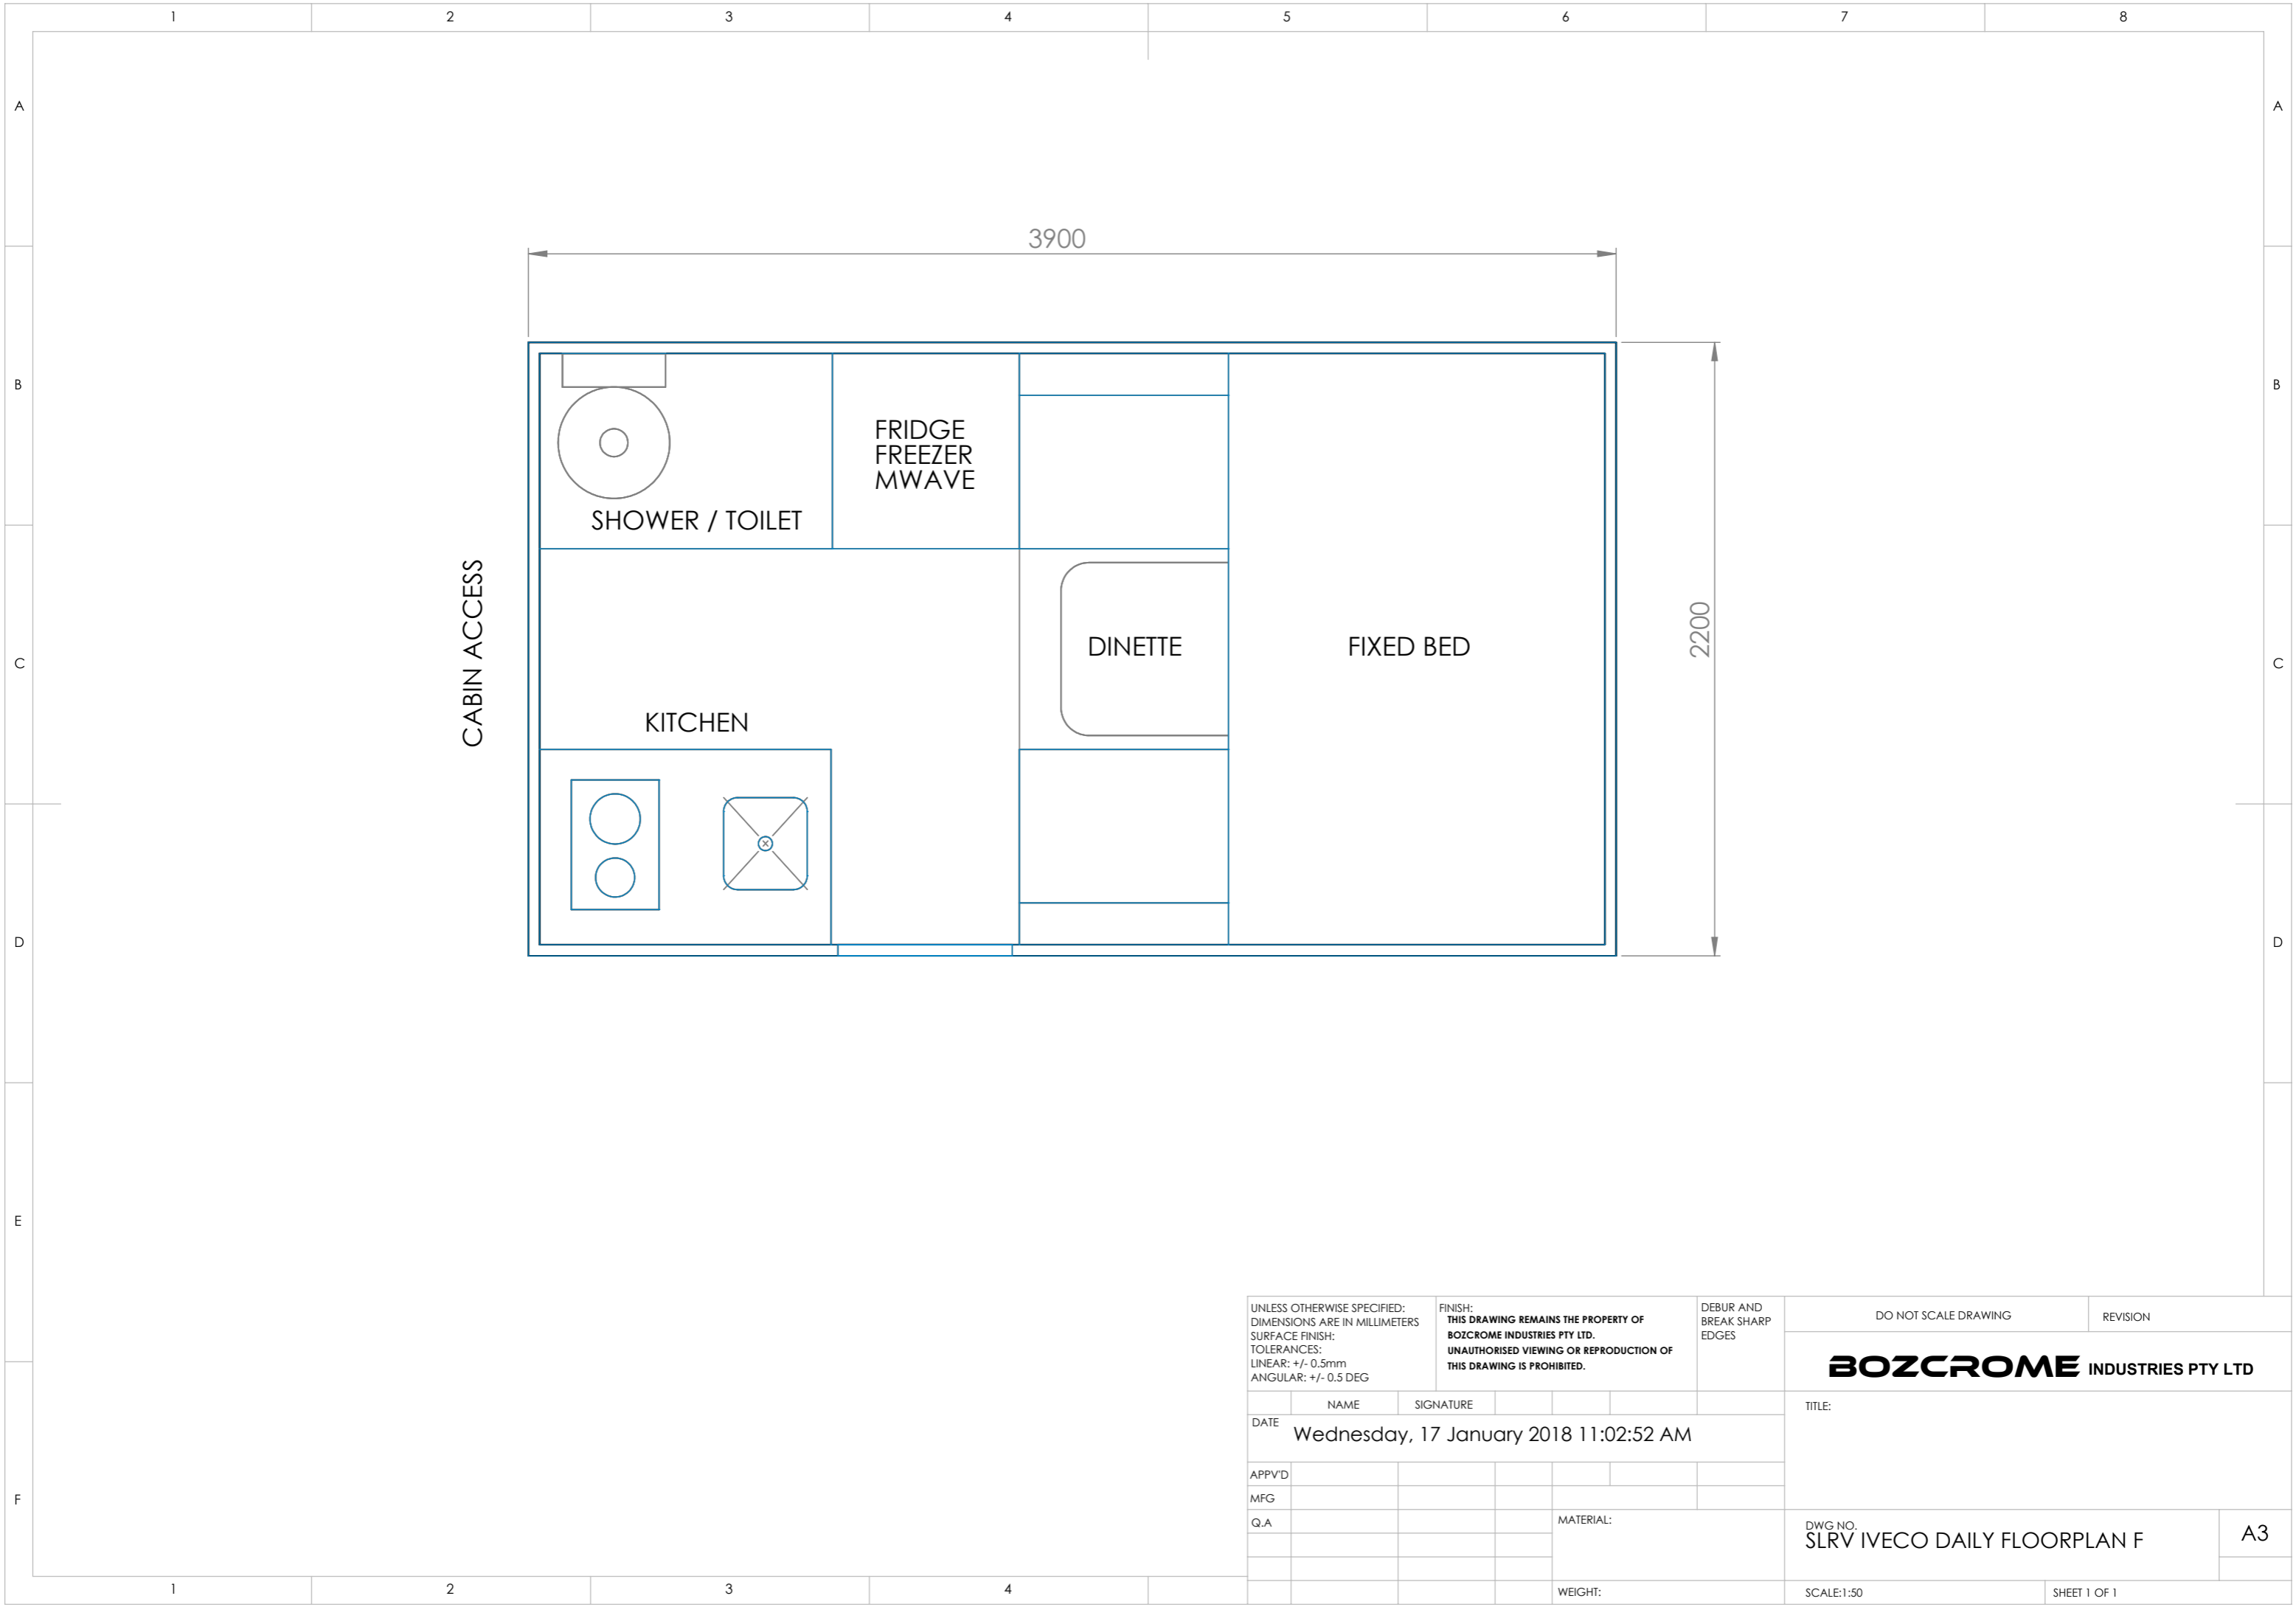 1 2 3 4 5 6 7 8
A A
3900
B B
FRIDGE
FREEZER
MWAVE
SHOWER / TOILET
CABIN ACCESS
DINETTE
FIXED BED
2200
C C
KITCHEN
D D
E
F
UNLESS OTHERWISE SPECIFIED:
DIMENSIONS ARE IN MILLIMETERS
SURFACE FINISH:
TOLERANCES:
LINEAR: +/- 0.5mm
ANGULAR: +/- 0.5 DEG
FINISH:
THIS DRAWING REMAINS THE PROPERTY OF
BOZCROME INDUSTRIES PTY LTD.
UNAUTHORISED VIEWING OR REPRODUCTION OF
THIS DRAWING IS PROHIBITED.
DEBUR AND
BREAK SHARP
EDGES
DO NOT SCALE DRAWING
REVISION
BOZCROME INDUSTRIES PTY LTD
NAME SIGNATURE
TITLE:
DATE Wednesday, 17 January 2018 11:02:52 AM
APPV'D
MFG
Q.A
MATERIAL:
DWG NO.
SLRV IVECO DAILY FLOORPLAN F
A3
WEIGHT:
SCALE:1:50
SHEET 1 OF 1
1 2 3 4